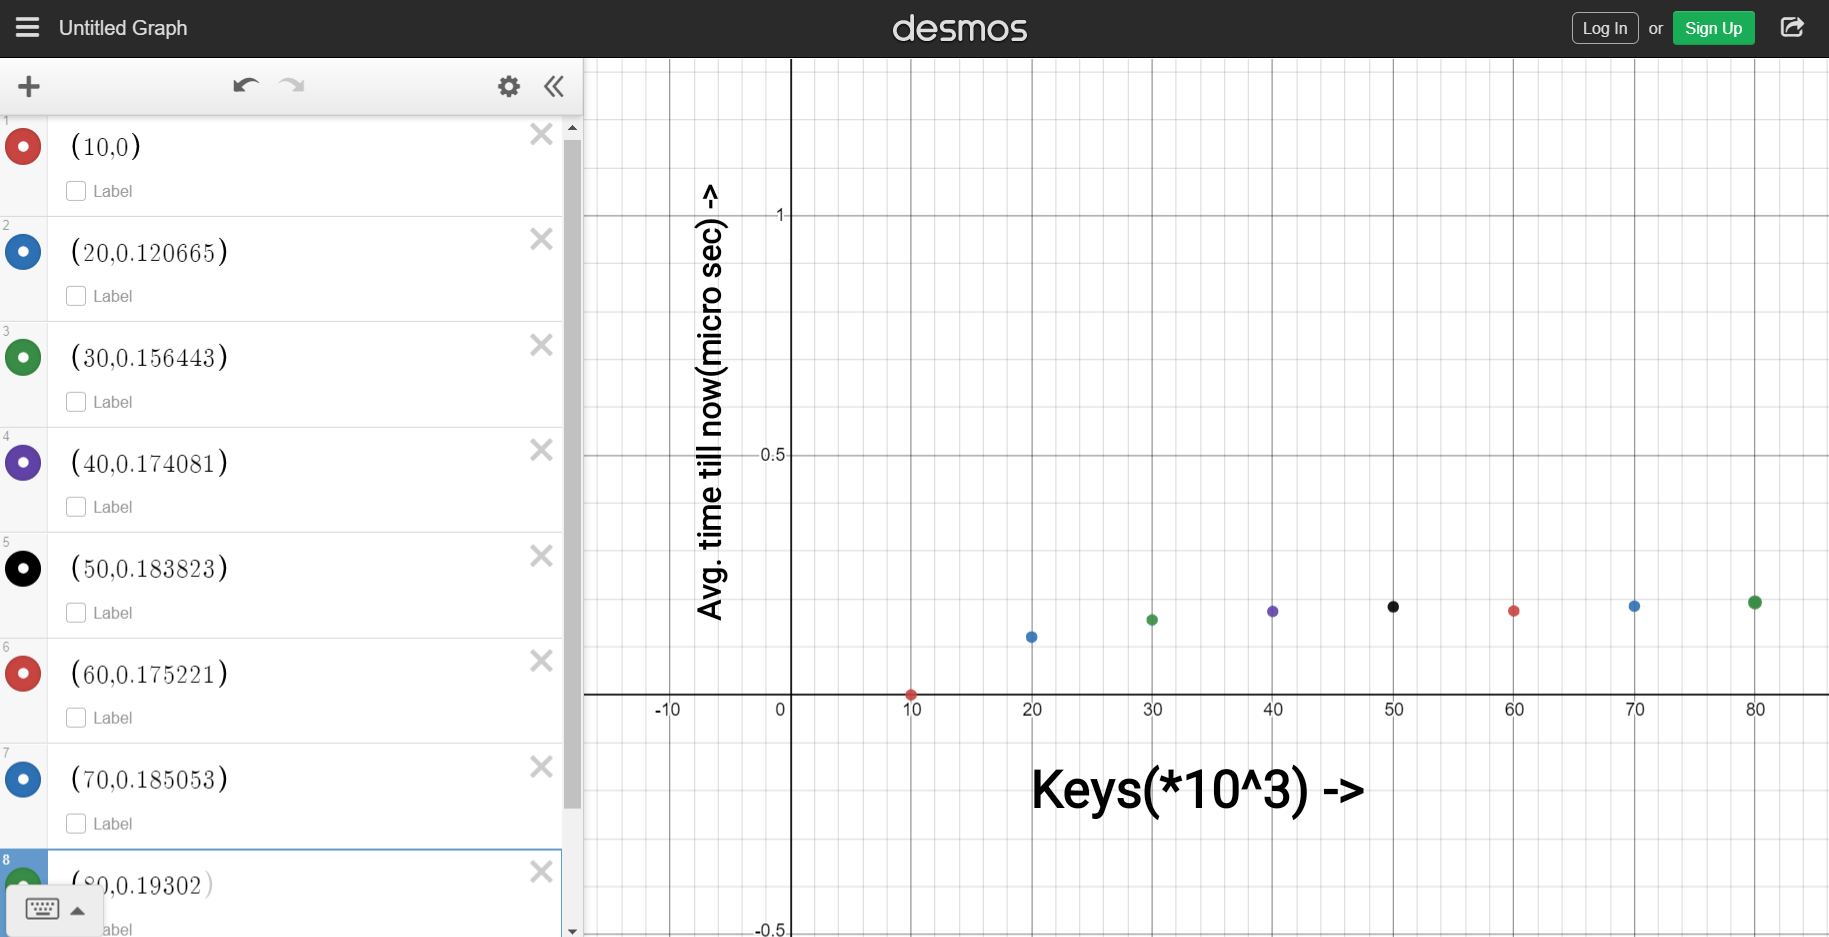 Untitled Graph
desmos
Log In or Sign Up
1
(10,0)
Label
2
(20,0.120665)
Label
3
(30,0.156443)
Label
4
(40,0.174081)
Label
5
(50,0.183823)
Label
6
(60,0.175221)
Label
7
(70,0.185053)
Label
8
(80,0.19302)
abel
Avg. time till now(micro sec) ->
1
0.5
-10 0 10 20 30 40 50 60 70 80
Keys(*10^3) ->
-0.5